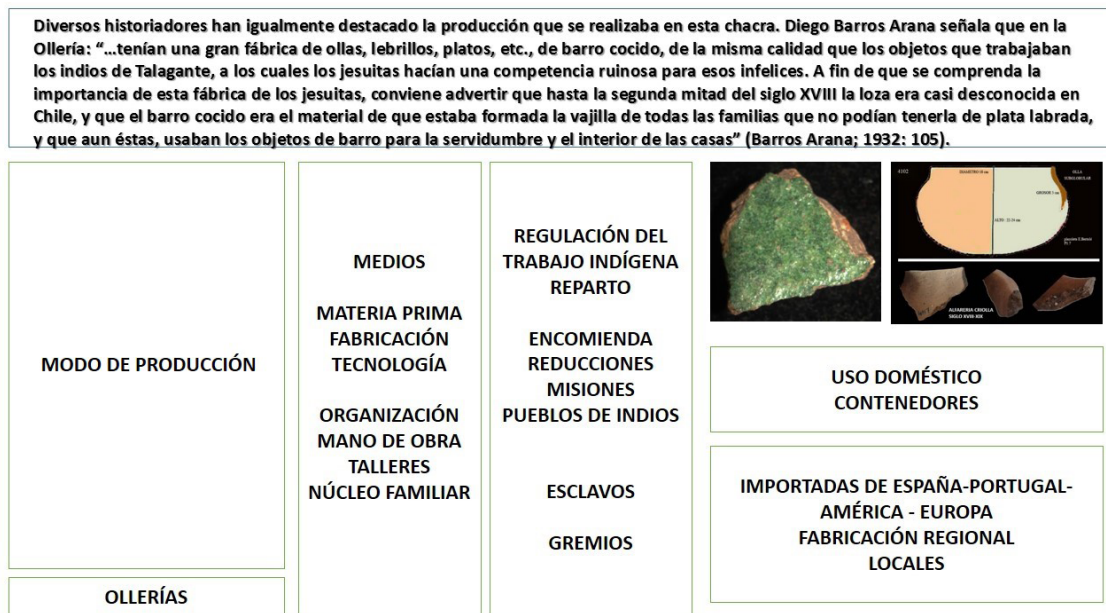 Diversos historiadores han igualmente destacado la producción que se realizaba en esta chacra. Diego Barros Arana señala que en la
Ollería: “…tenían una gran fábrica de ollas, lebrillos, platos, etc., de barro cocido, de la misma calidad que los objetos que trabajaban
los indios de Talagante, a los cuales los jesuitas hacían una competencia ruinosa para esos infelices. A fin de que se comprenda la
importancia de esta fábrica de los jesuitas, conviene advertir que hasta la segunda mitad del siglo XVIII la loza era casi desconocida en
Chile, y que el barro cocido era el material de que estaba formada la vajilla de todas las familias que no podían tenerla de plata labrada,
y que aun éstas, usaban los objetos de barro para la servidumbre y el interior de las casas” (Barros Arana; 1932: 105).
MODO DE PRODUCCIÓN
OLLERÍAS
MEDIOS
MATERIA PRIMA
FABRICACIÓN
TECNOLOGÍA
ORGANIZACIÓN
MANO DE OBRA
TALLERES
NÚCLEO FAMILIAR
REGULACIÓN DEL
TRABAJO INDÍGENA
REPARTO
ENCOMIENDA
REDUCCIONES
MISIONES
PUEBLOS DE INDIOS
ESCLAVOS
GREMIOS
4102
ALFARERIA CRIOLLA
SIGLO XVIII-XIX
USO DOMÉSTICO
CONTENEDORES
IMPORTADAS DE ESPAÑA-PORTUGAL-
AMÉRICA - EUROPA
FABRICACIÓN REGIONAL
LOCALES